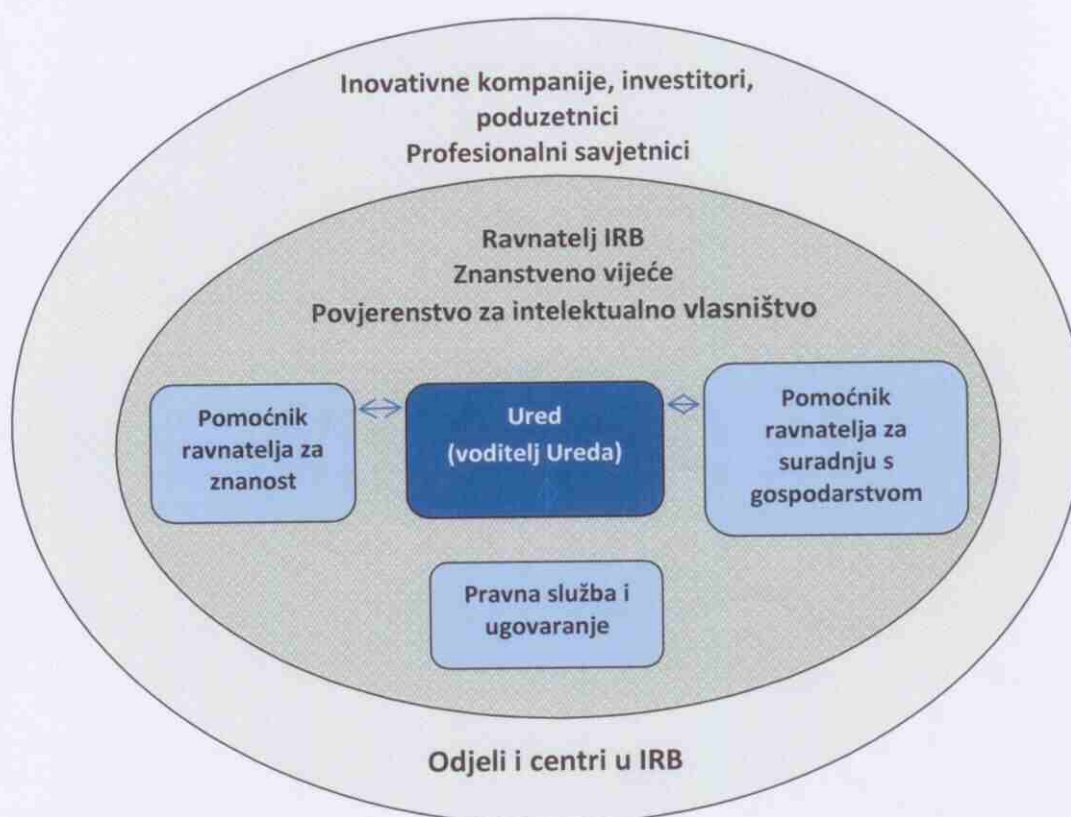 Inovativne kompanije, investitori,
poduzetnici
Profesionalni savjetnici
Ravnatelj IRB
Znanstveno vijeće
Povjerenstvo za intelektualno vlasništvo
Pomoćnik
ravnatelja za
znanost
Ured
(voditelj Ureda)
Pomoćnik
ravnatelja za
suradnju s
gospodarstvom
Pravna služba i
ugovaranje
Odjeli i centri u IRB